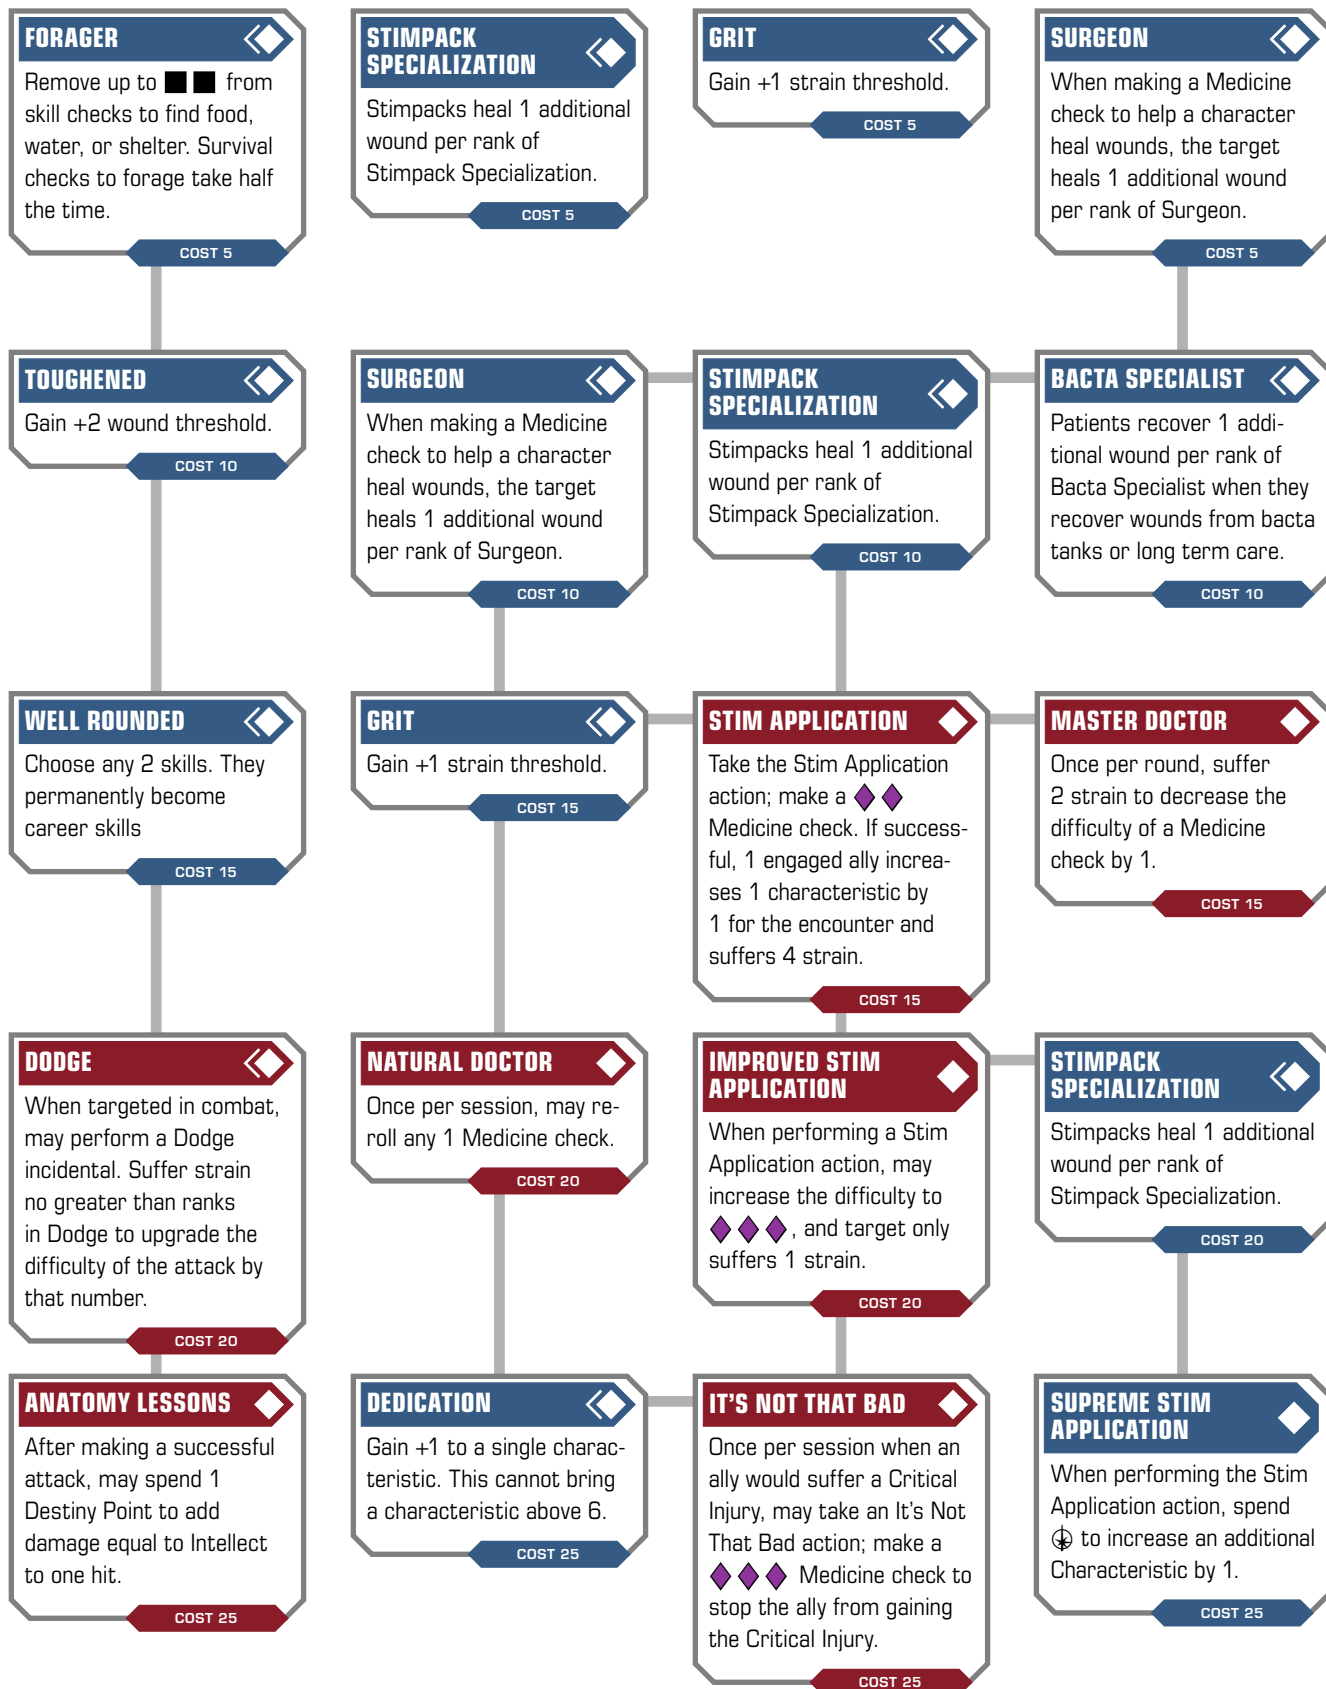 FORAGER
Remove up to from
skill checks to find food,
water, or shelter. Survival
checks to forage take half
the time.
COST 5
STIMPACK
SPECIALIZATION
Stimpacks heal 1 additional
wound per rank of
Stimpack Specialization.
COST 5
GRIT
Gain +1 strain threshold.
COST 5
SURGEON
When making a Medicine
check to help a character
heal wounds, the target
heals 1 additional wound
per rank of Surgeon.
COST 5
TOUGHENED
Gain +2 wound threshold.
COST 10
SURGEON
When making a Medicine
check to help a character
heal wounds, the target
heals 1 additional wound
per rank of Surgeon.
COST 10
STIMPACK
SPECIALIZATION
Stimpacks heal 1 additional
wound per rank of
Stimpack Specialization.
COST 10
BACTA SPECIALIST
Patients recover 1 addi-
tional wound per rank of
Bacta Specialist when they
recover wounds from bacta
tanks or long term care.
COST 10
WELL ROUNDED
Choose any 2 skills. They
permanently become
career skills
COST 15
GRIT
Gain +1 strain threshold.
COST 15
STIM APPLICATION
Take the Stim Application
action; make a
Medicine check. If success-
ful, 1 engaged ally increa-
ses 1 characteristic by
1 for the encounter and
suffers 4 strain.
COST 15
MASTER DOCTOR
Once per round, suffer
2 strain to decrease the
difficulty of a Medicine
check by 1.
COST 15
DODGE
When targeted in combat,
may perform a Dodge
incidental. Suffer strain
no greater than ranks
in Dodge to upgrade the
difficulty of the attack by
that number.
COST 20
NATURAL DOCTOR
Once per session, may re-
roll any 1 Medicine check.
COST 20
IMPROVED STIM
APPLICATION
When performing a Stim
Application action, may
increase the difficulty to
, and target only
suffers 1 strain.
COST 20
STIMPACK
SPECIALIZATION
Stimpacks heal 1 additional
wound per rank of
Stimpack Specialization.
COST 20
ANATOMY LESSONS
After making a successful
attack, may spend 1
Destiny Point to add
damage equal to Intellect
to one hit.
COST 25
DEDICATION
Gain +1 to a single charac-
teristic. This cannot bring
a characteristic above 6.
COST 25
IT'S NOT THAT BAD
Once per session when an
ally would suffer a Critical
Injury, may take an It's Not
That Bad action; make a
Medicine check to
stop the ally from gaining
the Critical Injury.
COST 25
SUPREME STIM
APPLICATION
When performing the Stim
Application action, spend
to increase an additional
Characteristic by 1.
COST 25